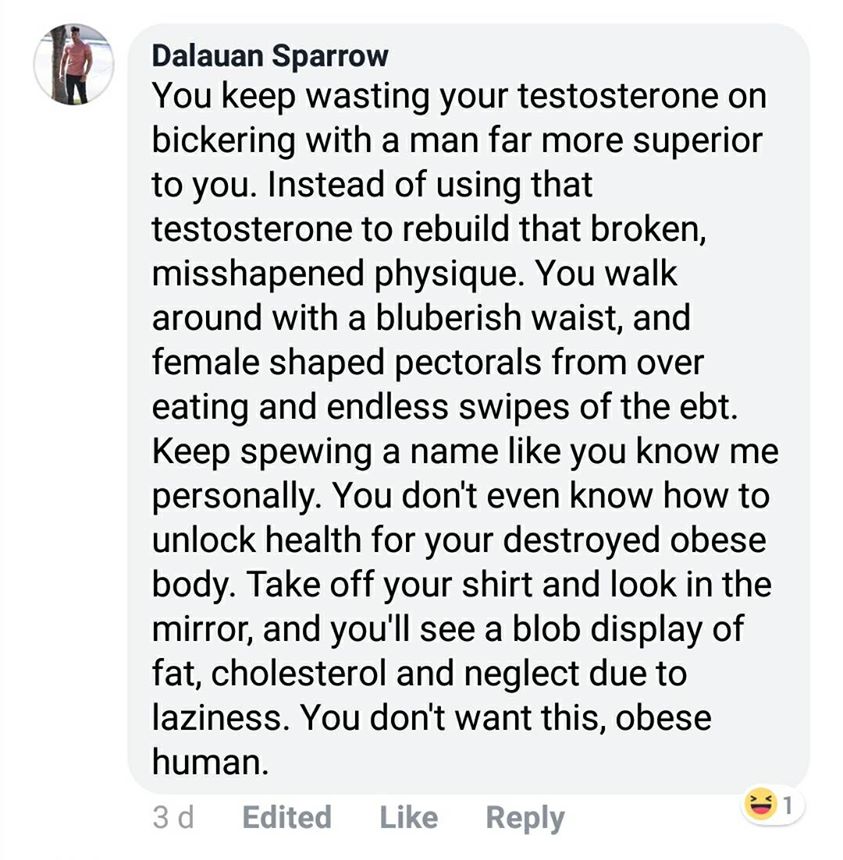 Dalauan Sparrow
You keep wasting your testosterone on
bickering with a man far more superior
to you. Instead of using that
testosterone to rebuild that broken,
misshapened physique. You walk
around with a bluberish waist, and
female shaped pectorals from over
eating and endless swipes of the ebt.
Keep spewing a name like you know me
personally. You don't even know how to
unlock health for your destroyed obese
body. Take off your shirt and look in the
mirror, and you'll see a blob display of
fat, cholesterol and neglect due to
laziness. You don't want this, obese
human.
3 d Edited Like Reply 1